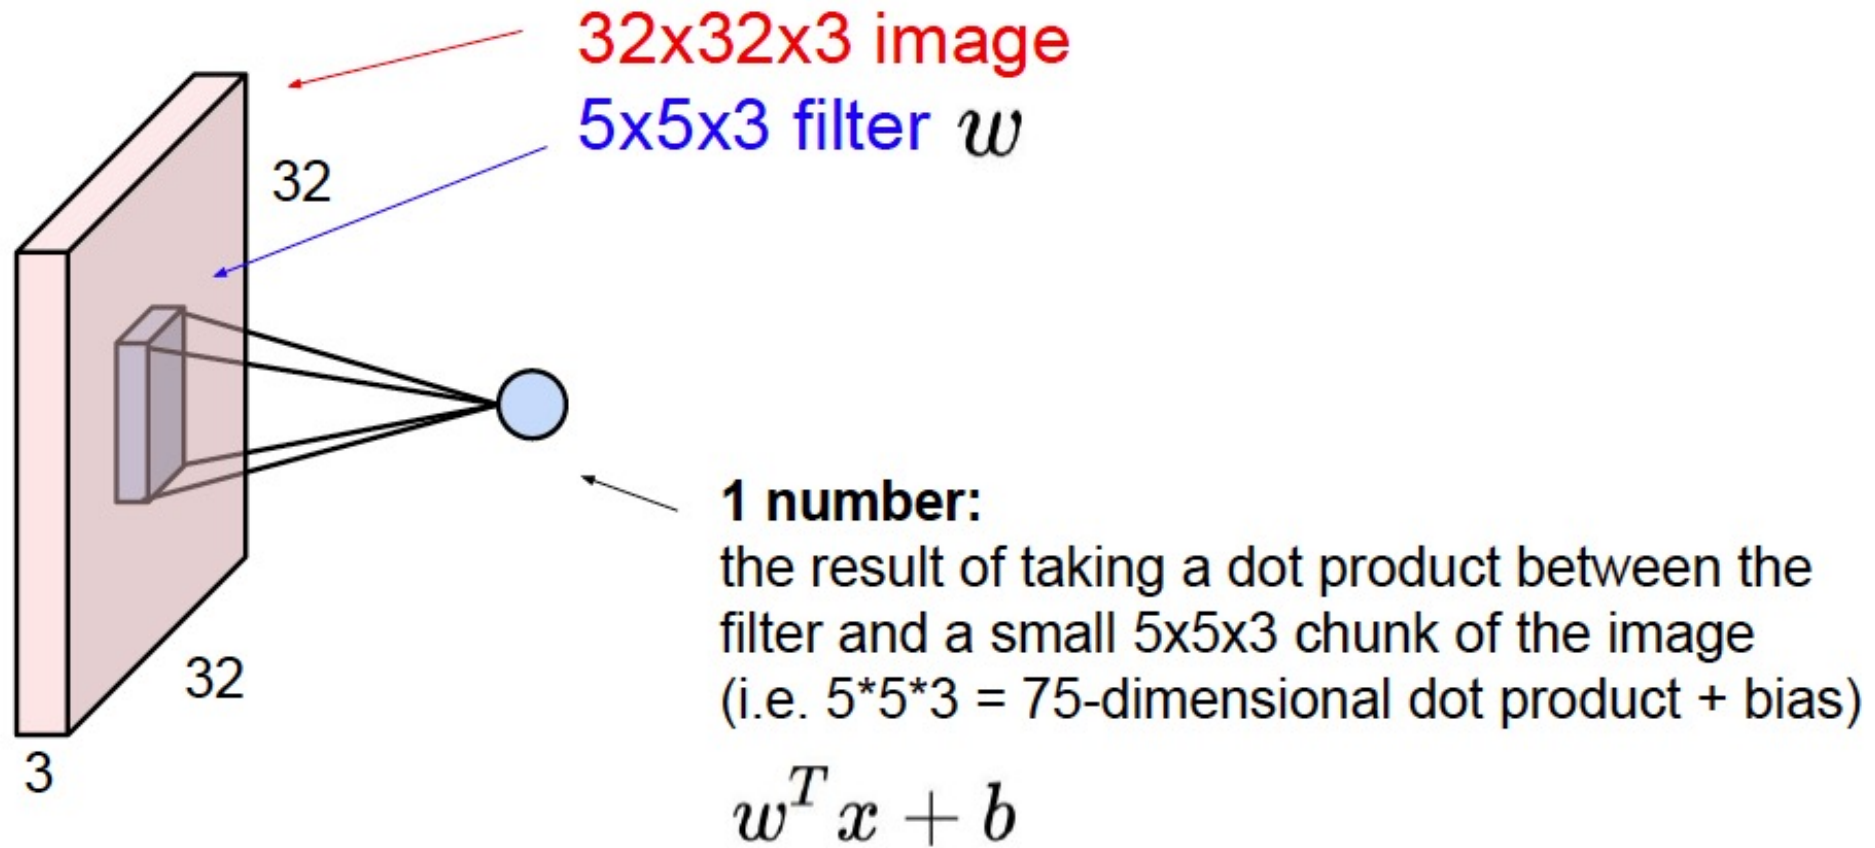 32x32x3 image
5x5x3 filter w
32
32
3
1 number:
the result of taking a dot product between the
filter and a small 5x5x3 chunk of the image
(i.e. 5*5*3 = 75-dimensional dot product + bias)
w^T x + b